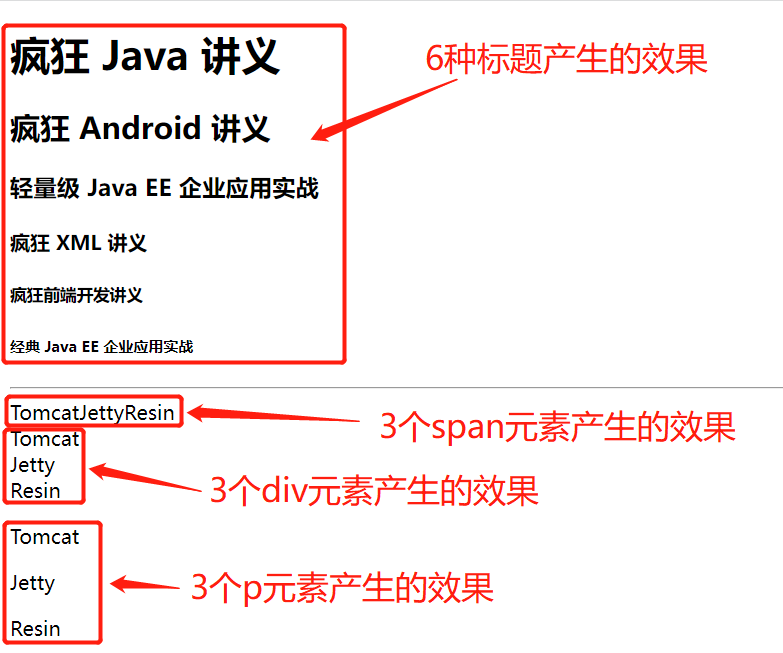 疯狂 Java 讲义
6种标题产生的效果
疯狂 Android 讲义
轻量级 Java EE 企业应用实战
疯狂 XML 讲义
疯狂前端开发讲义
经典 Java EE 企业应用实战
TomcatJettyResin
3个span元素产生的效果
Tomcat
Jetty
Resin
3个div元素产生的效果
Tomcat
Jetty
Resin
3个p元素产生的效果